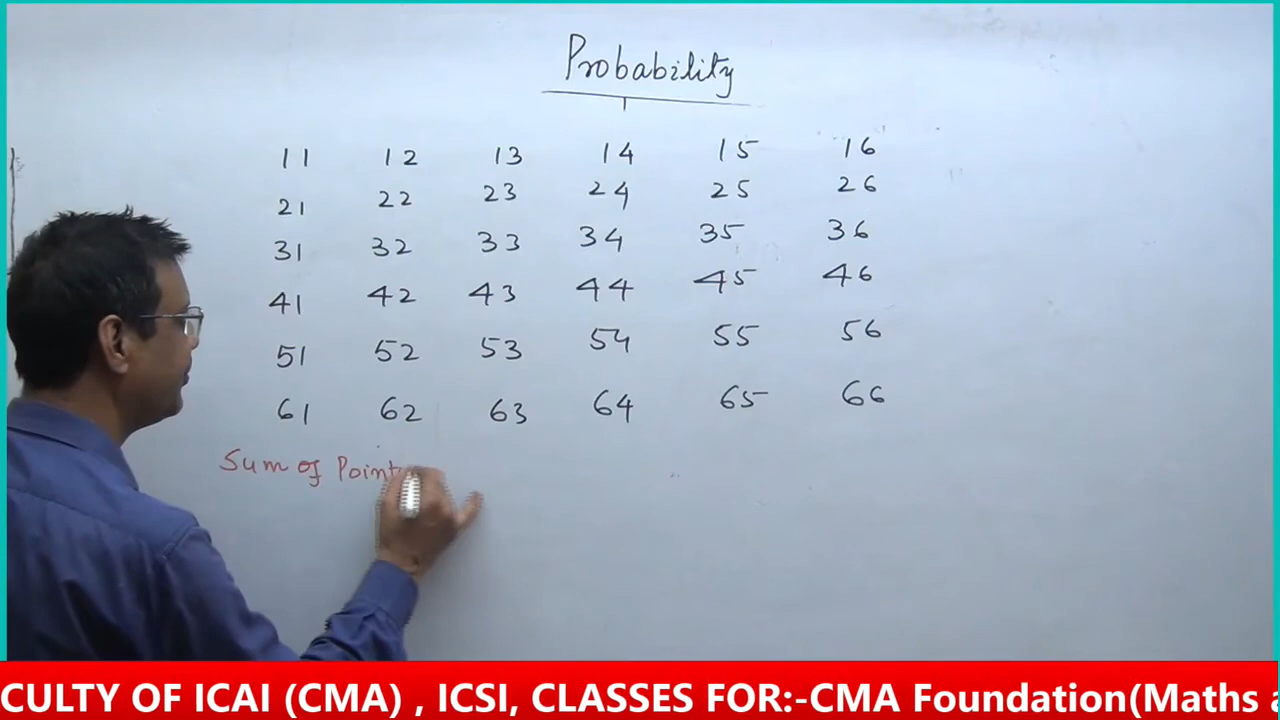 Probability
11 12 13 14 15 16
21 22 23 24 25 26
31 32 33 34 35 36
41 42 43 44 45 46
51 52 53 54 55 56
61 62 63 64 65 66
Sum of Point
CULTY OF ICAI (CMA) , ICSI, CLASSES FOR:-CMA Foundation(Maths a